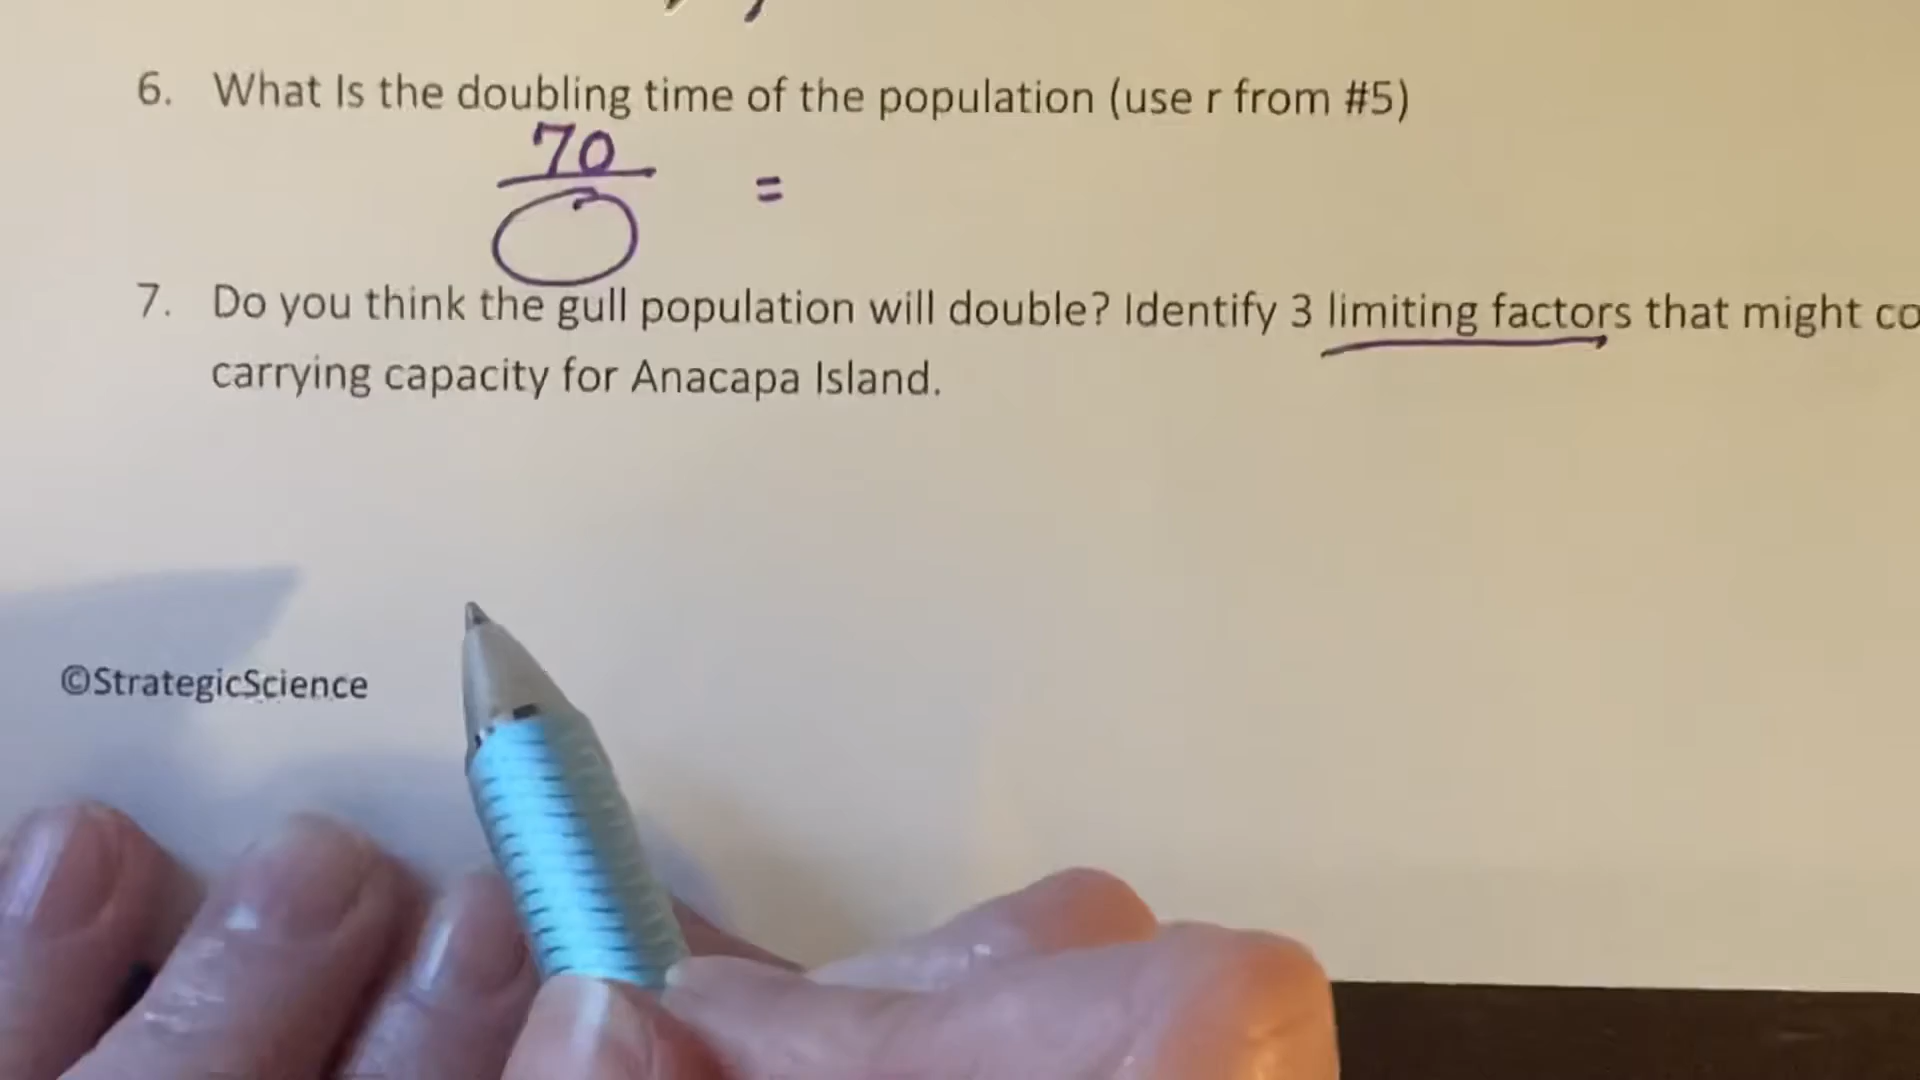 6. What Is the doubling time of the population (use r from #5)
70
=
7. Do you think the gull population will double? Identify 3 limiting factors that might co
carrying capacity for Anacapa Island.
©StrategicScience